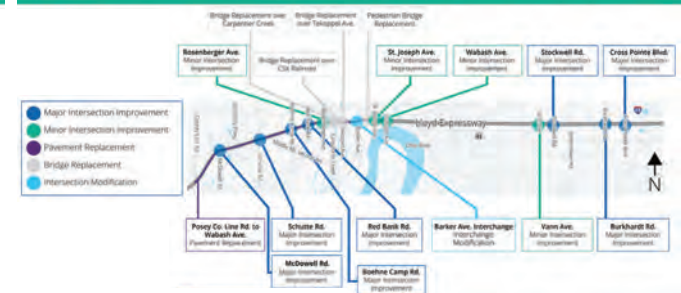 Bridge Replacement over
Carpenter Creek
Bridge Replacement
over Tekoppel Ave.
Pedestrian Bridge
Replacement
Rosenberger Ave.
Minor Intersection
Improvement
Bridge Replacement over
CSX Railroad
St. Joseph Ave.
Minor Intersection
Improvement
Wabash Ave.
Minor Intersection
Improvement
Stockwell Rd.
Major Intersection
Improvement
Cross Pointe Blvd.
Major Intersection
Improvement
Major Intersection Improvement
Minor Intersection Improvement
Pavement Replacement
Bridge Replacement
Intersection Modification
Lloyd Expressway
N
Posey Co. Line Rd. to
Wabash Ave.
Pavement Replacement
Schutte Rd.
Major Intersection
Improvement
Red Bank Rd.
Major Intersection
Improvement
Barker Ave. Interchange
Interchange
Modification
Vann Ave.
Minor Intersection
Improvement
Burkhardt Rd.
Major Intersection
Improvement
McDowell Rd.
Major Intersection
Improvement
Boehne Camp Rd.
Major Intersection
Improvement